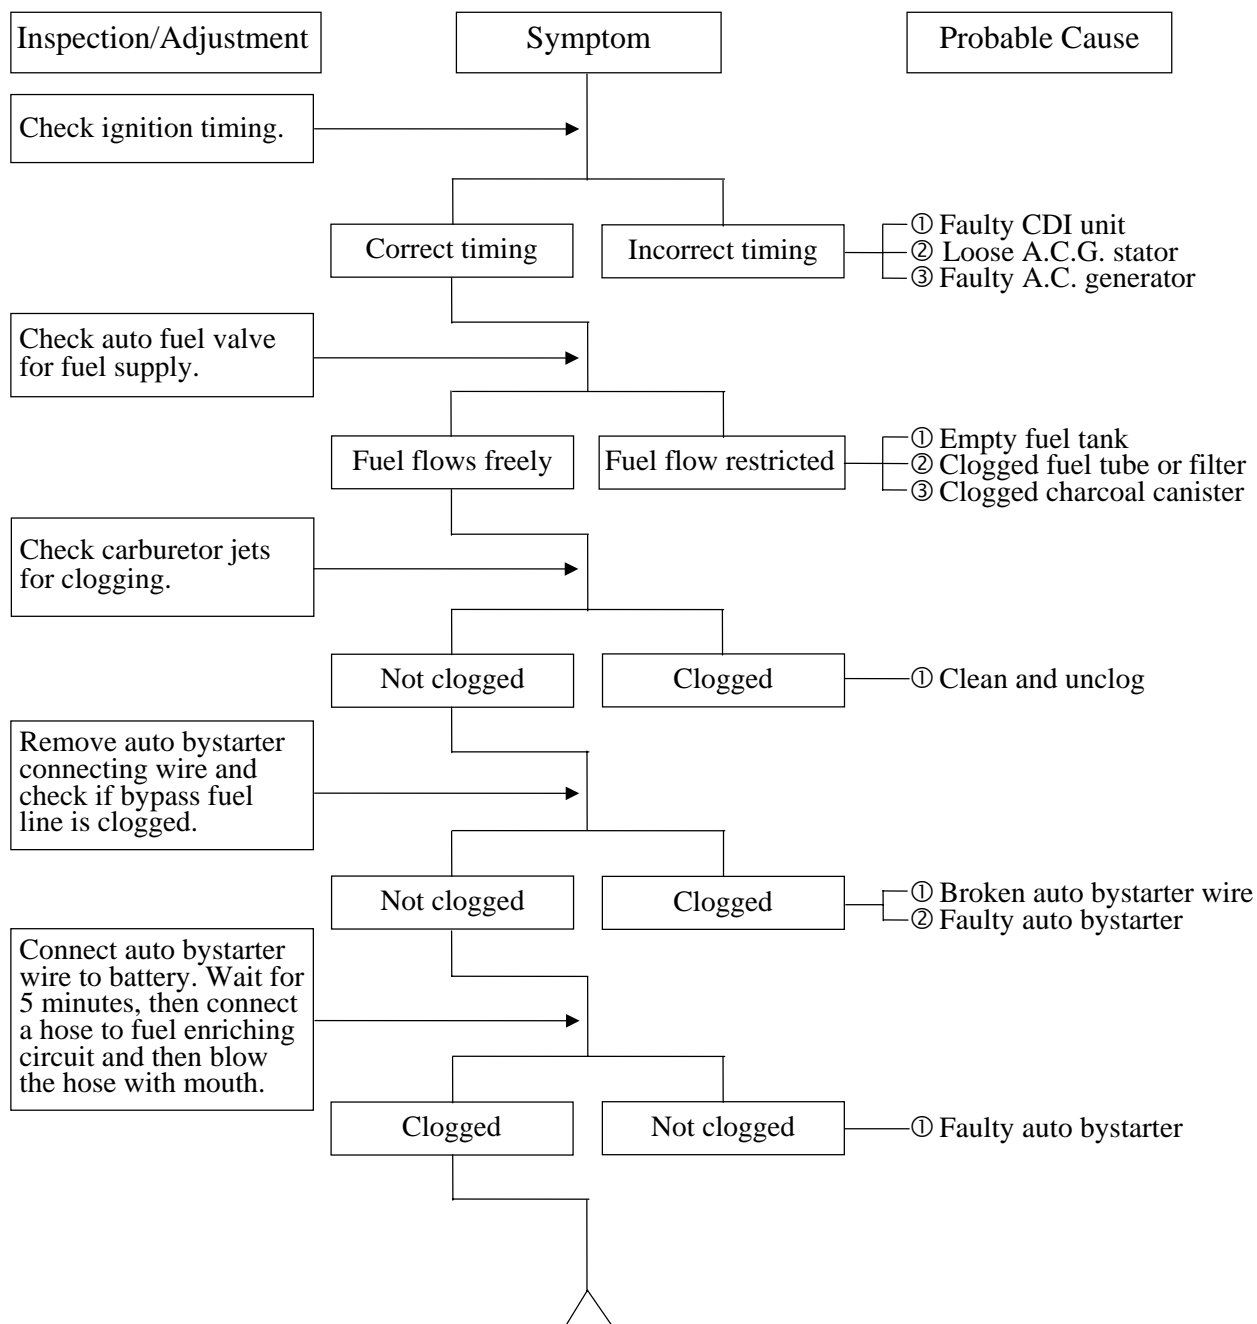 Inspection/Adjustment
Symptom
Probable Cause
Check ignition timing.
Correct timing
Incorrect timing
① Faulty CDI unit
② Loose A.C.G. stator
③ Faulty A.C. generator
Check auto fuel valve
for fuel supply.
Fuel flows freely
Fuel flow restricted
① Empty fuel tank
② Clogged fuel tube or filter
③ Clogged charcoal canister
Check carburetor jets
for clogging.
Not clogged
Clogged
① Clean and unclog
Remove auto bystarter
connecting wire and
check if bypass fuel
line is clogged.
Not clogged
Clogged
① Broken auto bystarter wire
② Faulty auto bystarter
Connect auto bystarter
wire to battery. Wait for
5 minutes, then connect
a hose to fuel enriching
circuit and then blow
the hose with mouth.
Clogged
Not clogged
① Faulty auto bystarter